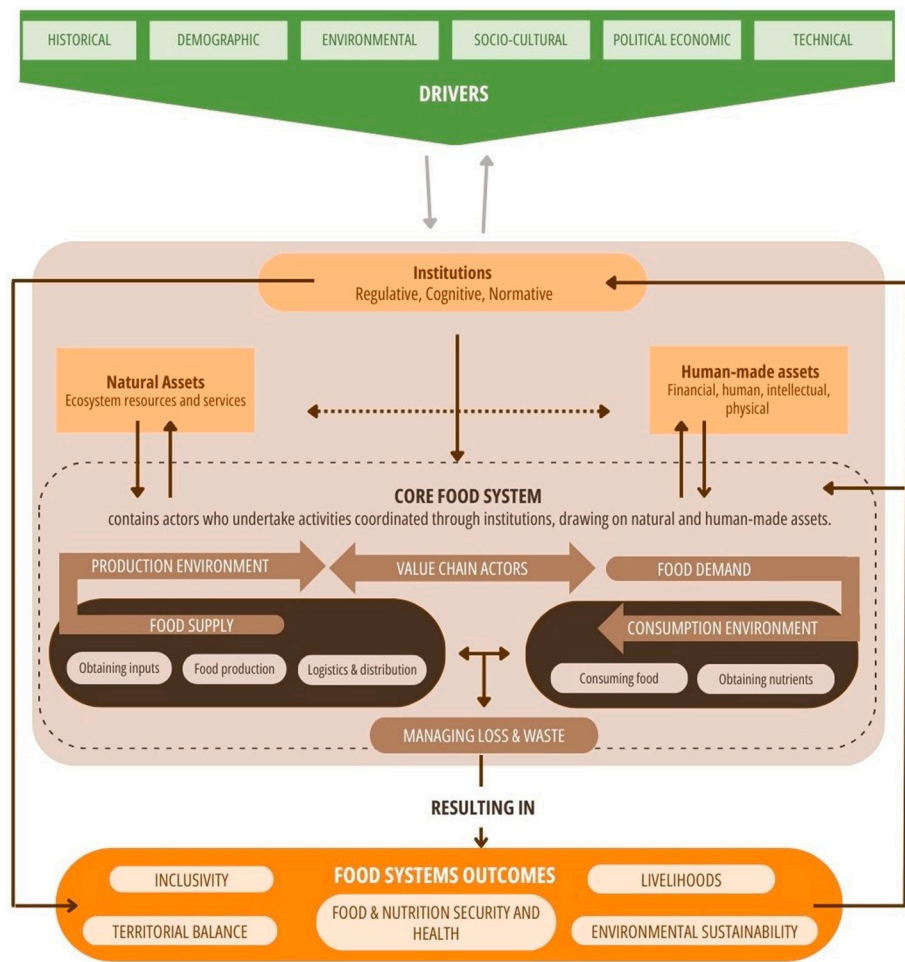 HISTORICAL
DEMOGRAPHIC
ENVIRONMENTAL
SOCIO-CULTURAL
POLITICAL ECONOMIC
TECHNICAL
DRIVERS
Institutions
Regulative, Cognitive, Normative
Natural Assets
Ecosystem resources and services
Human-made assets
Financial, human, intellectual,
physical
CORE FOOD SYSTEM
contains actors who undertake activities coordinated through institutions, drawing on natural and human-made assets.
PRODUCTION ENVIRONMENT
VALUE CHAIN ACTORS
FOOD DEMAND
FOOD SUPPLY
CONSUMPTION ENVIRONMENT
Obtaining inputs
Food production
Logistics & distribution
Consuming food
Obtaining nutrients
MANAGING LOSS & WASTE
RESULTING IN
FOOD SYSTEMS OUTCOMES
INCLUSIVITY
LIVELIHOODS
FOOD & NUTRITION SECURITY AND
HEALTH
TERRITORIAL BALANCE
ENVIRONMENTAL SUSTAINABILITY